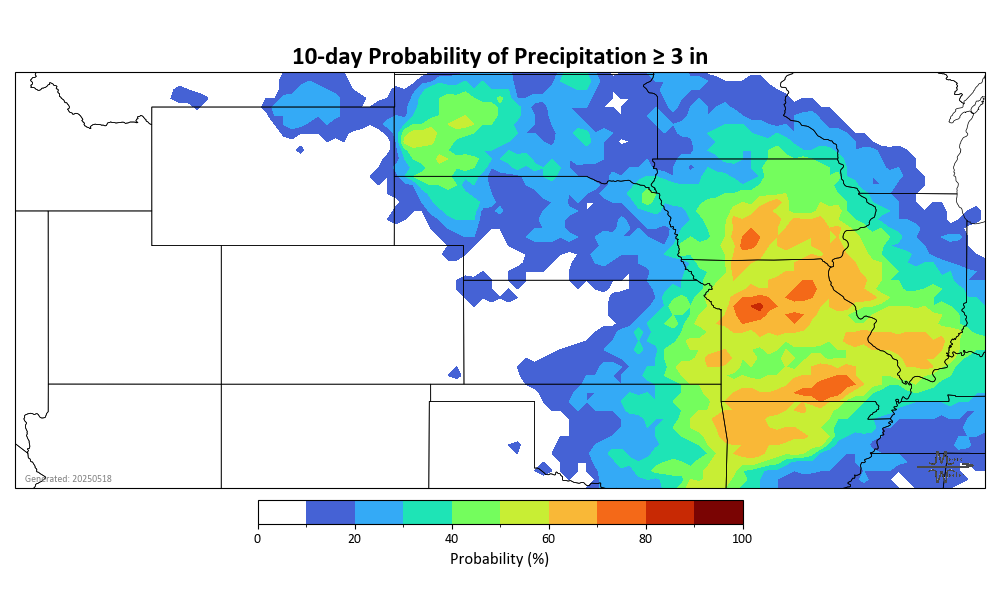 10-day Probability of Precipitation ≥ 3 in
Generated: 20250518
0 20 40 60 80 100
Probability (%)